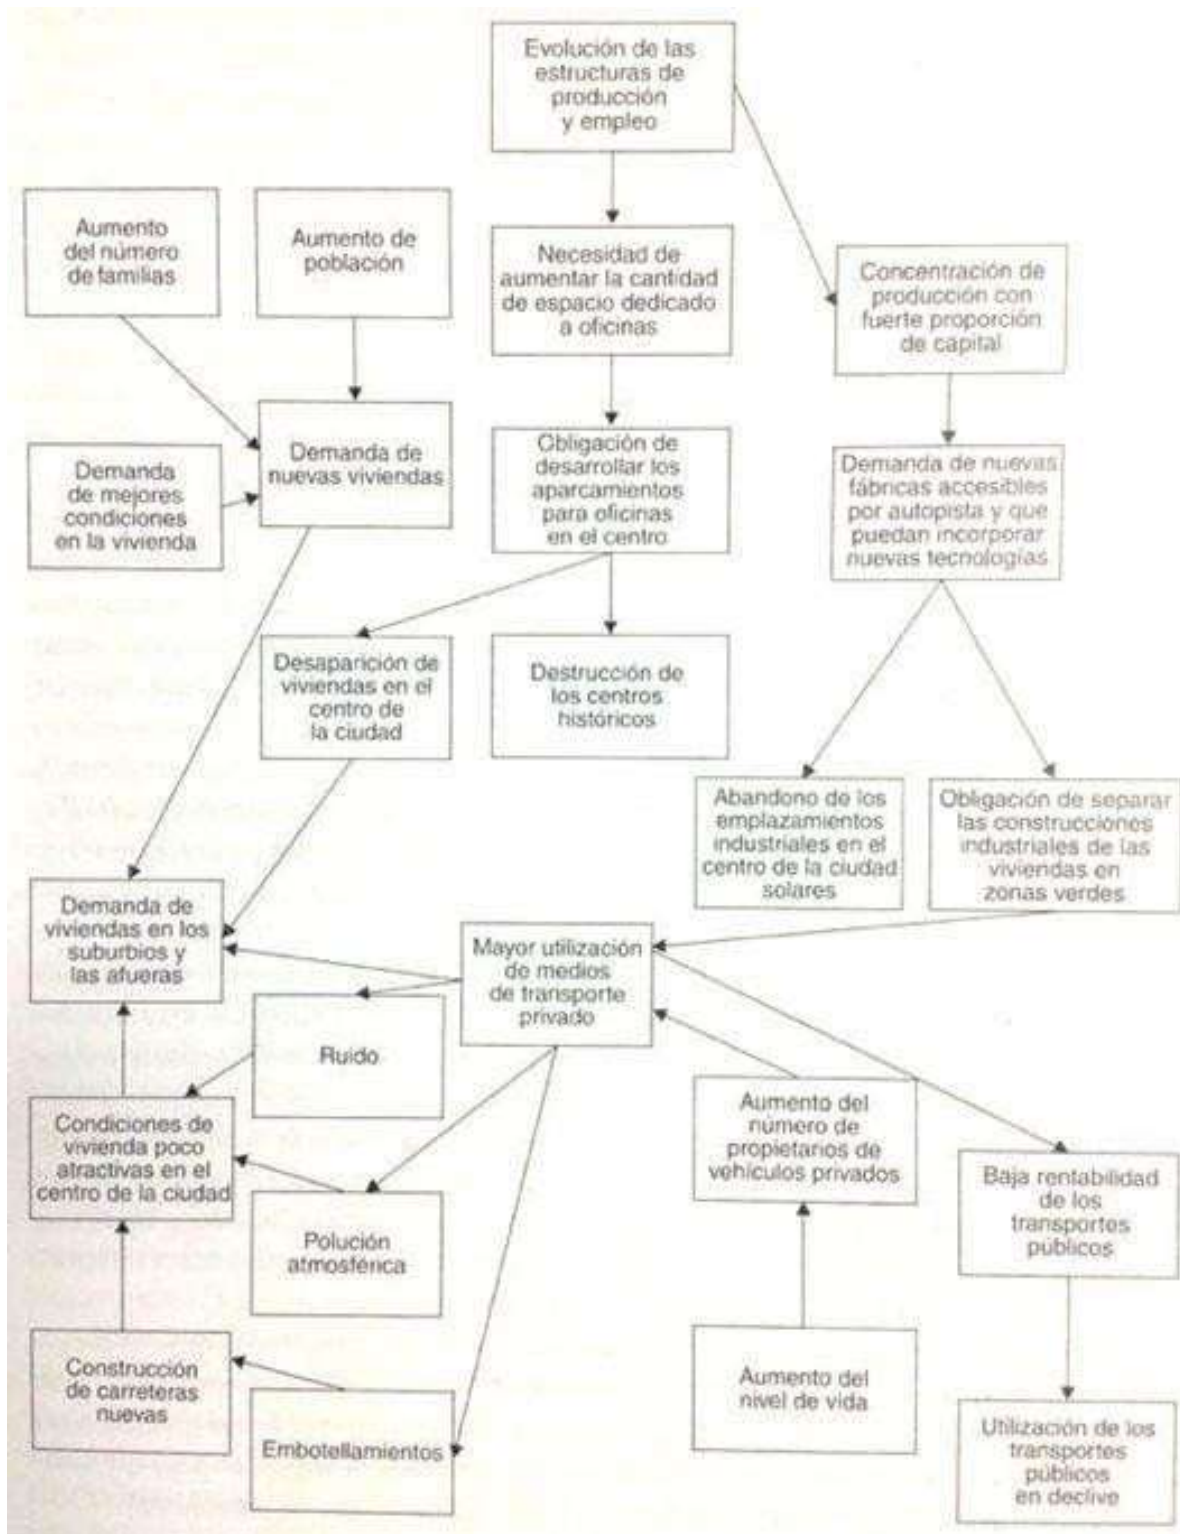 Evolución de las
estructuras de
producción
y empleo
Aumento
del número
de familias
Aumento de
población
Necesidad de
aumentar la cantidad
de espacio dedicado
a oficinas
Concentración de
producción con
fuerte proporción
de capital
Demanda
de mejores
condiciones
en la vivienda
Demanda de
nuevas viviendas
Obligación de
desarrollar los
aparcamientos
para oficinas
en el centro
Demanda de nuevas
fábricas accesibles
por autopista y que
puedan incorporar
nuevas tecnologías
Desaparición de
viviendas en el
centro de
la ciudad
Destrucción de
los centros
históricos
Abandono de los
emplazamientos
industriales en el
centro de la ciudad
solares
Obligación de separar
las construcciones
industriales de las
viviendas en
zonas verdes
Demanda de
viviendas en los
suburbios y
las afueras
Mayor utilización
de medios
de transporte
privado
Ruido
Condiciones de
vivienda poco
atractivas en el
centro de la ciudad
Aumento del
número de
propietarios de
vehículos privados
Baja rentabilidad
de los
transportes
públicos
Polución
atmosférica
Construcción
de carreteras
nuevas
Aumento del
nivel de vida
Embotellamientos
Utilización de los
transportes
públicos
en declive